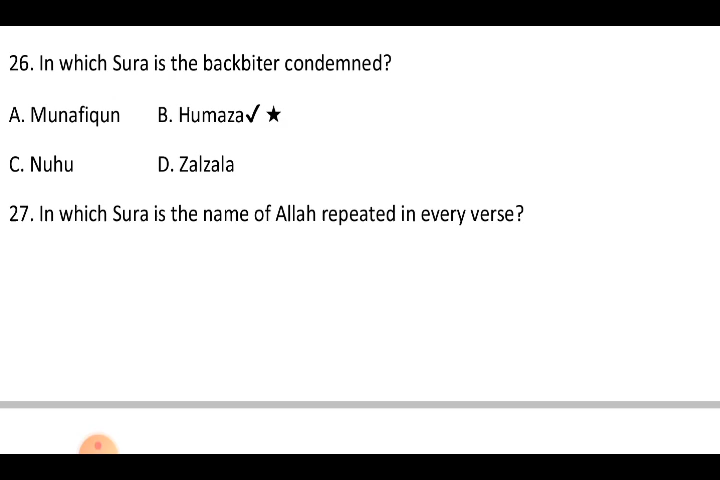 26. In which Sura is the backbiter condemned?
A. Munafiqun B. Humaza✓ ★
C. Nuhu D. Zalzala
27. In which Sura is the name of Allah repeated in every verse?